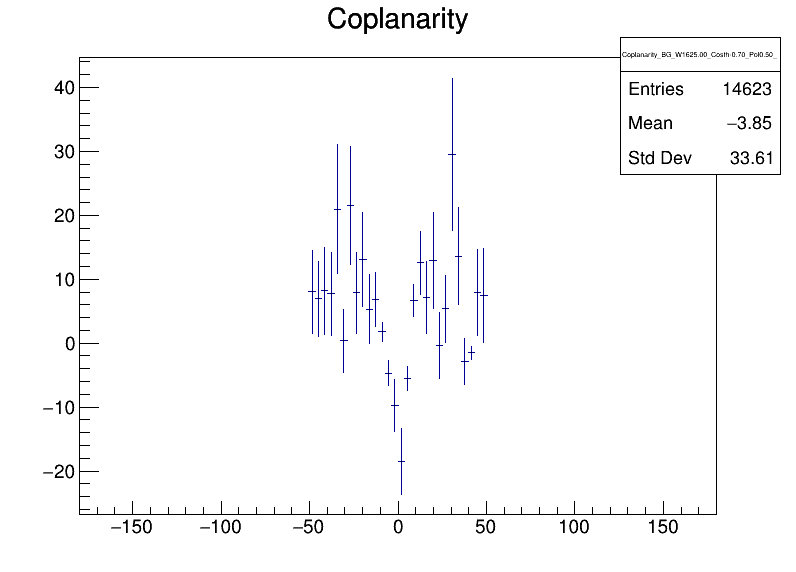 Coplanarity
Coplanarity_BG_W1625.00_Costh-0.70_Pol0.50_
Entries 14623
Mean −3.85
Std Dev 33.61
40
30
20
10
0
−10
−20
−150 −100 −50 0 50 100 150